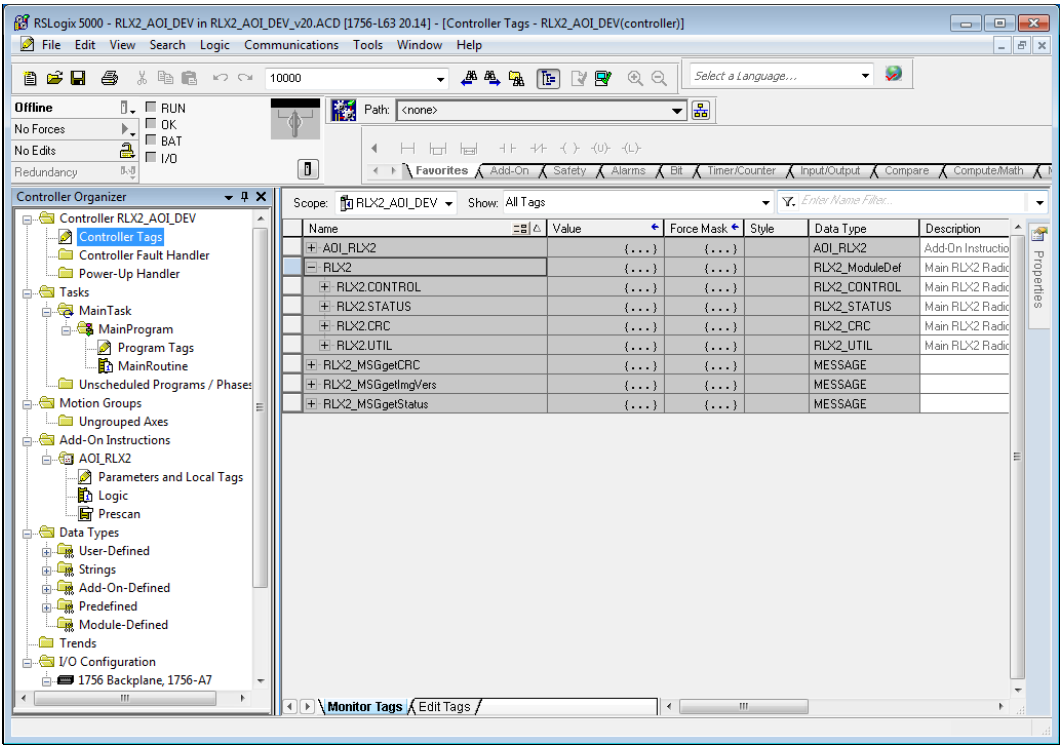 RSLogix 5000 - RLX2_AOI_DEV in RLX2_AOI_DEV_v20.ACD [1756-L63 20.14] - [Controller Tags - RLX2_AOI_DEV(controller)]
File Edit View Search Logic Communications Tools Window Help
10000
Select a Language...
Offline
RUN
Path: <none>
No Forces
OK
No Edits
BAT
I/O
Redundancy
Favorites Add-On Safety Alarms Bit Timer/Counter Input/Output Compare Compute/Math
Controller Organizer
Scope: RLX2_AOI_DEV Show: All Tags Enter Name Filter...
Controller RLX2_AOI_DEV
Controller Tags
Controller Fault Handler
Power-Up Handler
Tasks
MainTask
MainProgram
Program Tags
MainRoutine
Unscheduled Programs / Phases
Motion Groups
Ungrouped Axes
Add-On Instructions
AOI_RLX2
Parameters and Local Tags
Logic
Prescan
Data Types
User-Defined
Strings
Add-On-Defined
Predefined
Module-Defined
Trends
I/O Configuration
1756 Backplane, 1756-A7
Name Value Force Mask Style Data Type Description
AOI_RLX2 {...} {...} AOI_RLX2 Add-On Instructio
RLX2 {...} {...} RLX2_ModuleDef Main RLX2 Radio
RLX2.CONTROL {...} {...} RLX2_CONTROL Main RLX2 Radio
RLX2.STATUS {...} {...} RLX2_STATUS Main RLX2 Radio
RLX2.CRC {...} {...} RLX2_CRC Main RLX2 Radio
RLX2.UTIL {...} {...} RLX2_UTIL Main RLX2 Radio
RLX2_MSGgetCRC {...} {...} MESSAGE
RLX2_MSGgetImgVers {...} {...} MESSAGE
RLX2_MSGgetStatus {...} {...} MESSAGE
Properties
Monitor Tags Edit Tags